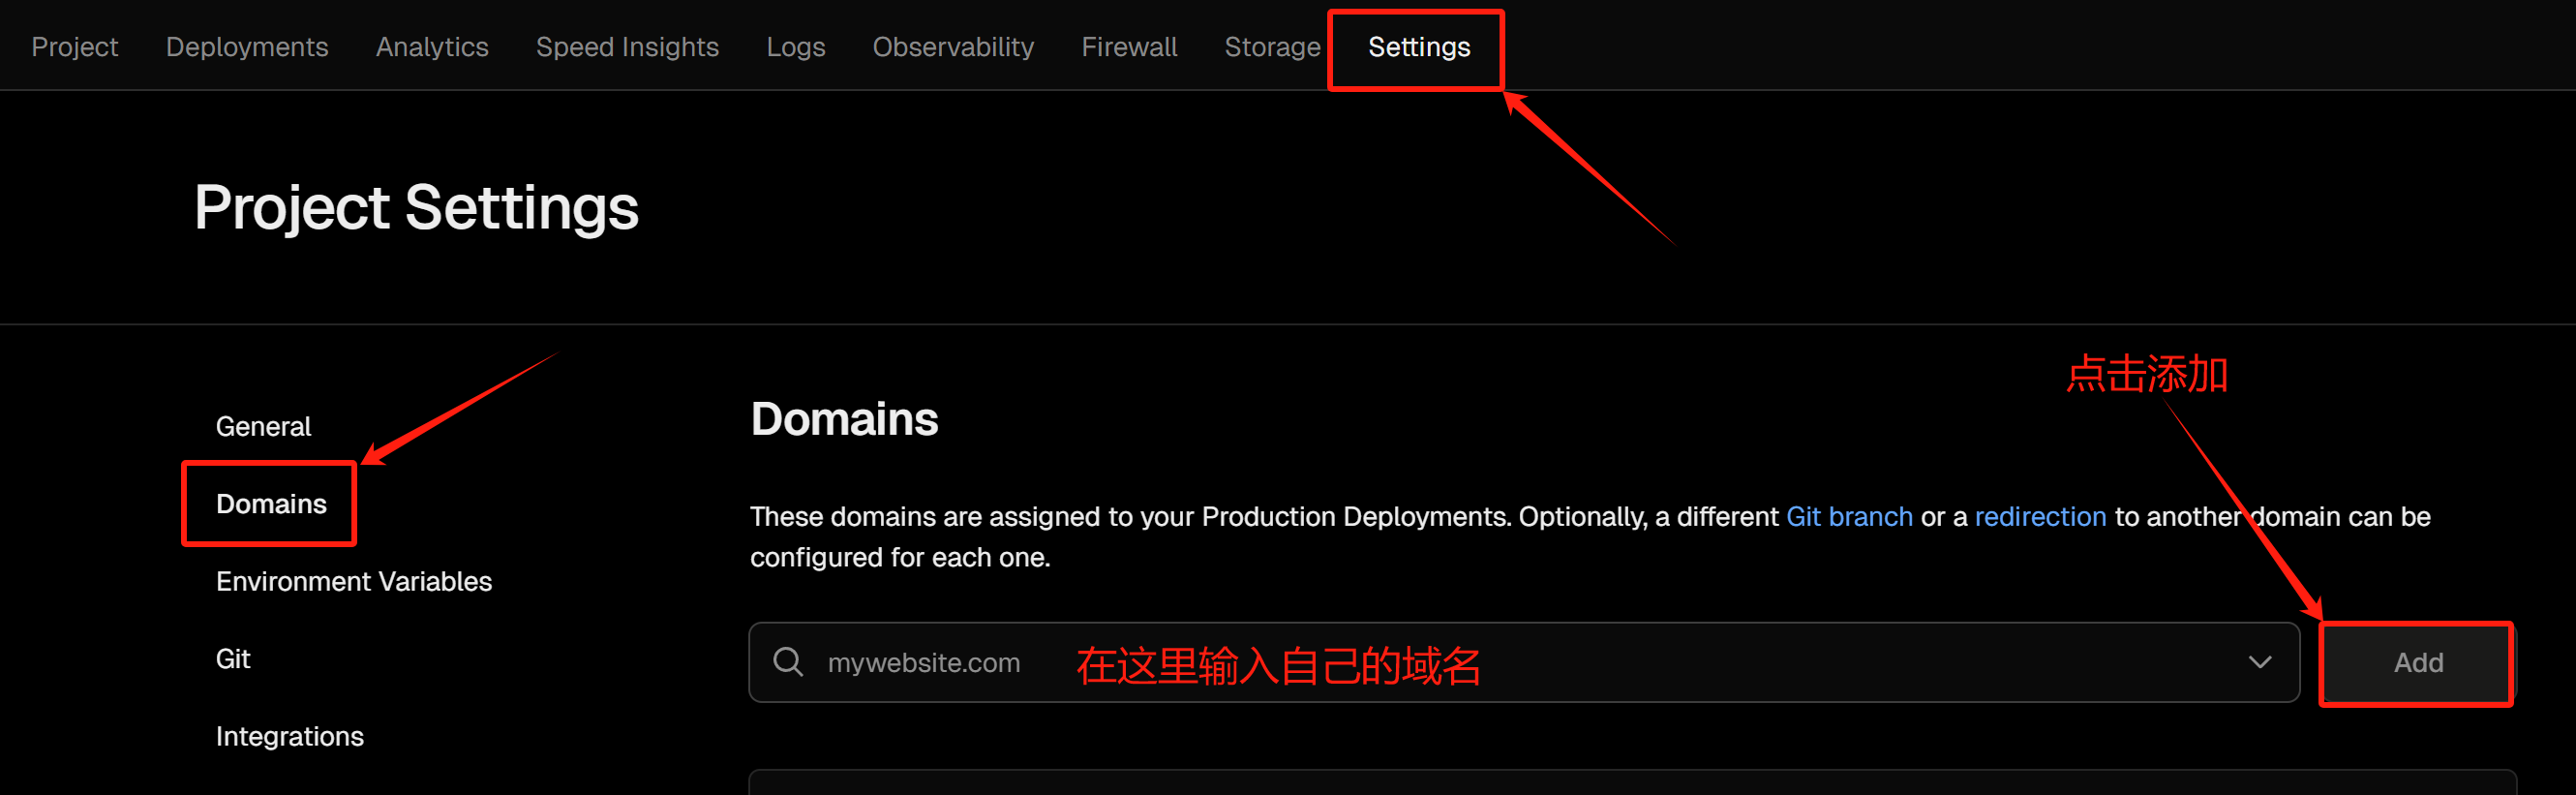 Project Deployments Analytics Speed Insights Logs Observability Firewall Storage Settings
Project Settings
General
Domains
Environment Variables
Git
Integrations
点击添加
Domains
These domains are assigned to your Production Deployments. Optionally, a different Git branch or a redirection to another domain can be
configured for each one.
mywebsite.com 在这里输入自己的域名 Add